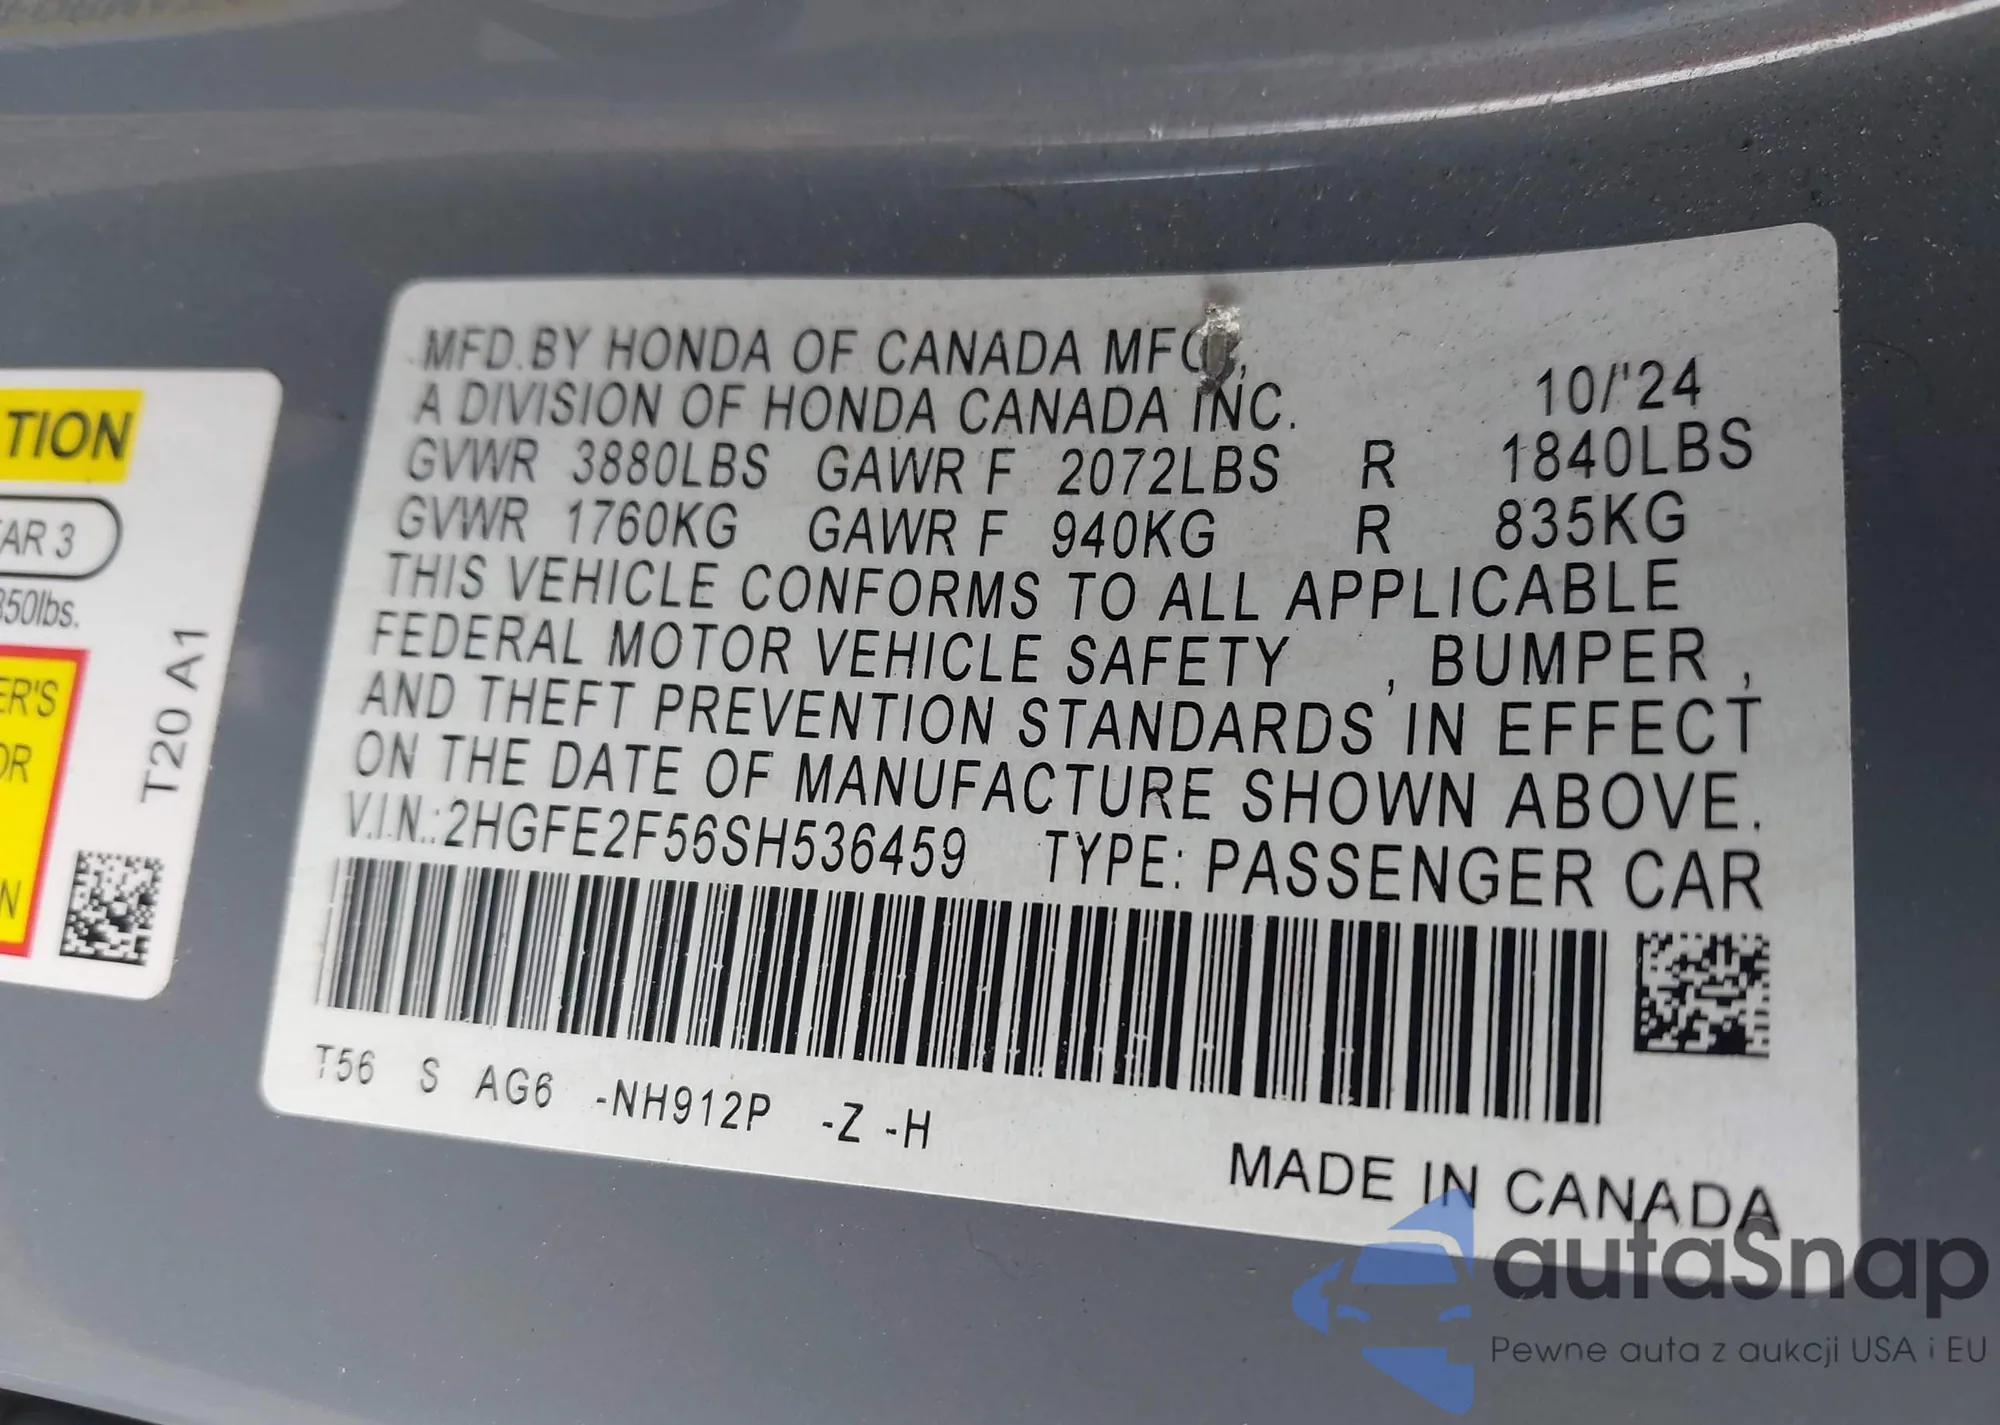 MFD.BY HONDA OF CANADA MFG,
A DIVISION OF HONDA CANADA INC. 10/'24
GVWR 3880LBS GAWR F 2072LBS R 1840LBS
GVWR 1760KG GAWR F 940KG R 835KG
THIS VEHICLE CONFORMS TO ALL APPLICABLE
FEDERAL MOTOR VEHICLE SAFETY , BUMPER ,
AND THEFT PREVENTION STANDARDS IN EFFECT
ON THE DATE OF MANUFACTURE SHOWN ABOVE.
V.I.N.:2HGFE2F56SH536459 TYPE: PASSENGER CAR
T56 S AG6 -NH912P -Z -H
MADE IN CANADA
TION
AR 3
850lbs.
ER'S
OR
N
T20 A1
autaSnap
Pewne auta z aukcji USA i EU